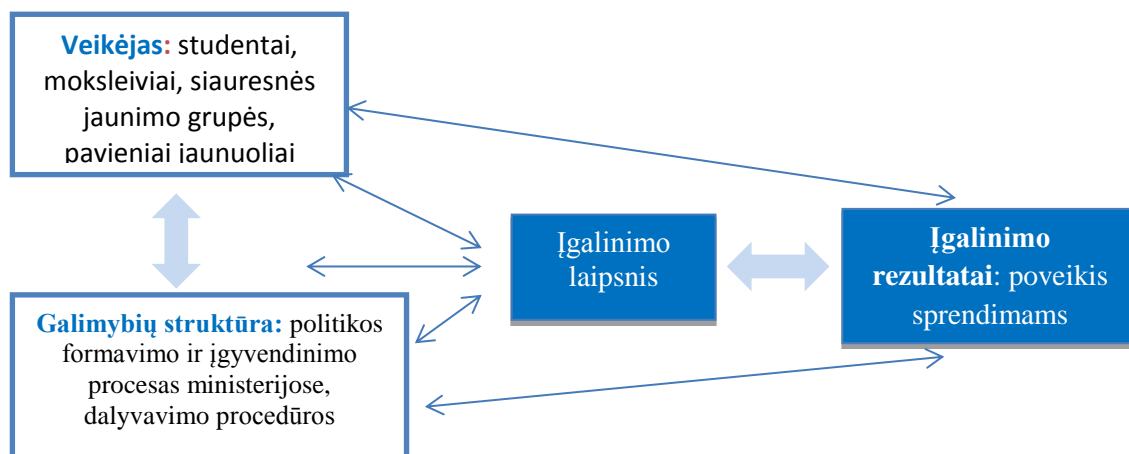 Veikėjas: studentai,
moksleiviai, siauresnės
jaunimo grupės,
pavieniai jaunuoliai
Įgalinimo
laipsnis
Įgalinimo
rezultatai: poveikis
sprendimams
Galimybių struktūra: politikos
formavimo ir įgyvendinimo
procesas ministerijose,
dalyvavimo procedūros